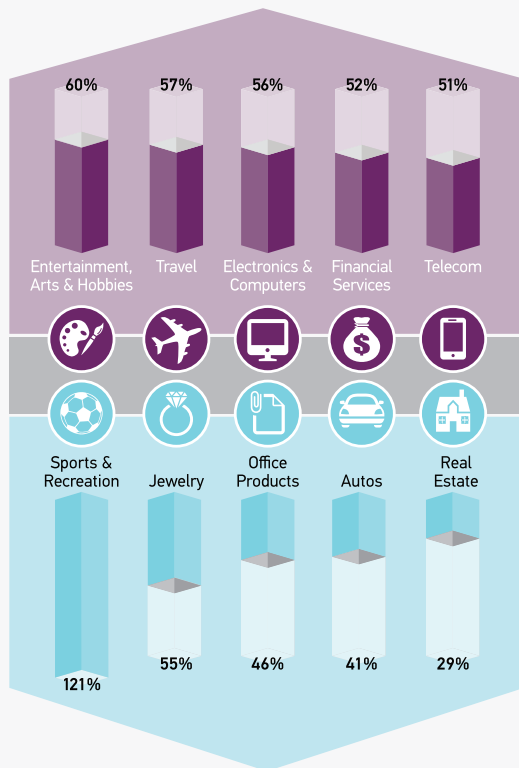 60%
57%
56%
52%
51%
Entertainment,
Arts & Hobbies
Travel
Electronics &
Computers
Financial
Services
Telecom
$
Sports &
Recreation
Jewelry
Office
Products
Autos
Real
Estate
121%
55%
46%
41%
29%